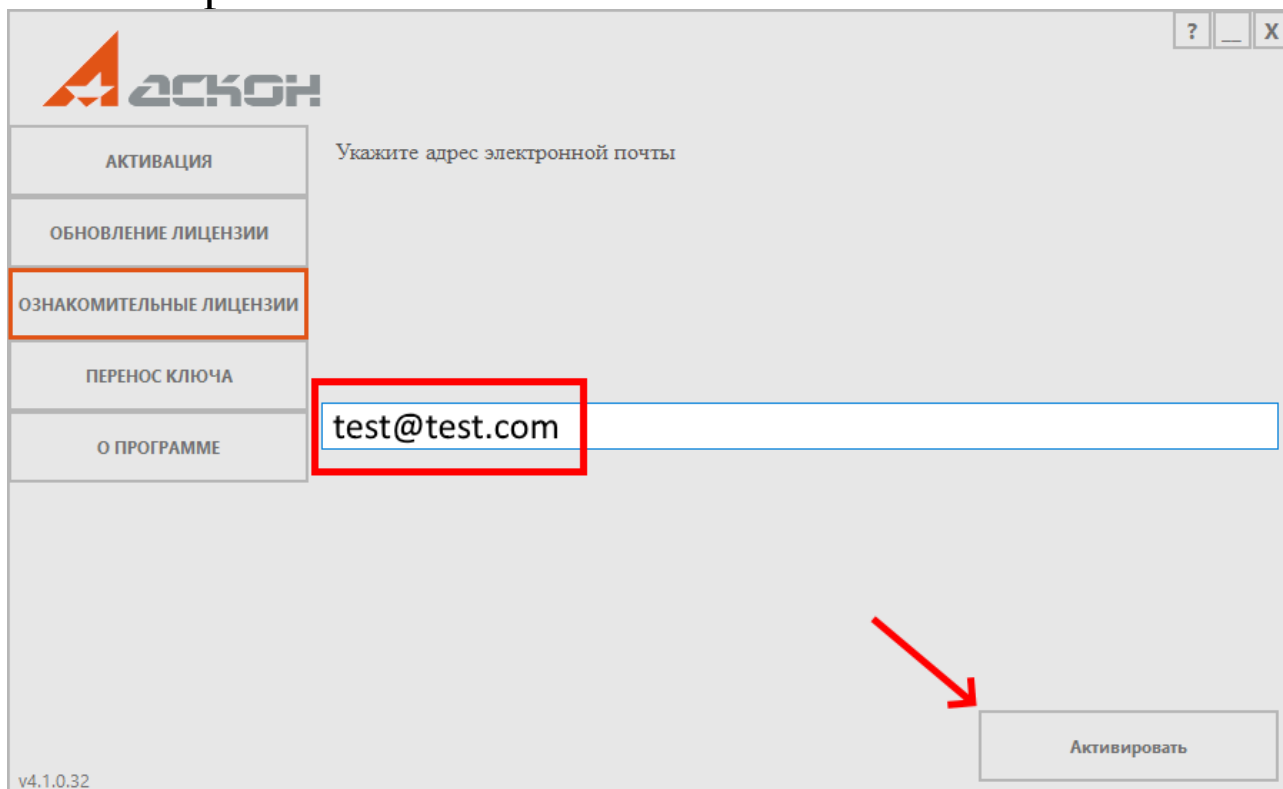 ? __ X
АСКОН
АКТИВАЦИЯ
Укажите адрес электронной почты
ОБНОВЛЕНИЕ ЛИЦЕНЗИИ
ОЗНАКОМИТЕЛЬНЫЕ ЛИЦЕНЗИИ
ПЕРЕНОС КЛЮЧА
test@test.com
О ПРОГРАММЕ
Активировать
v4.1.0.32